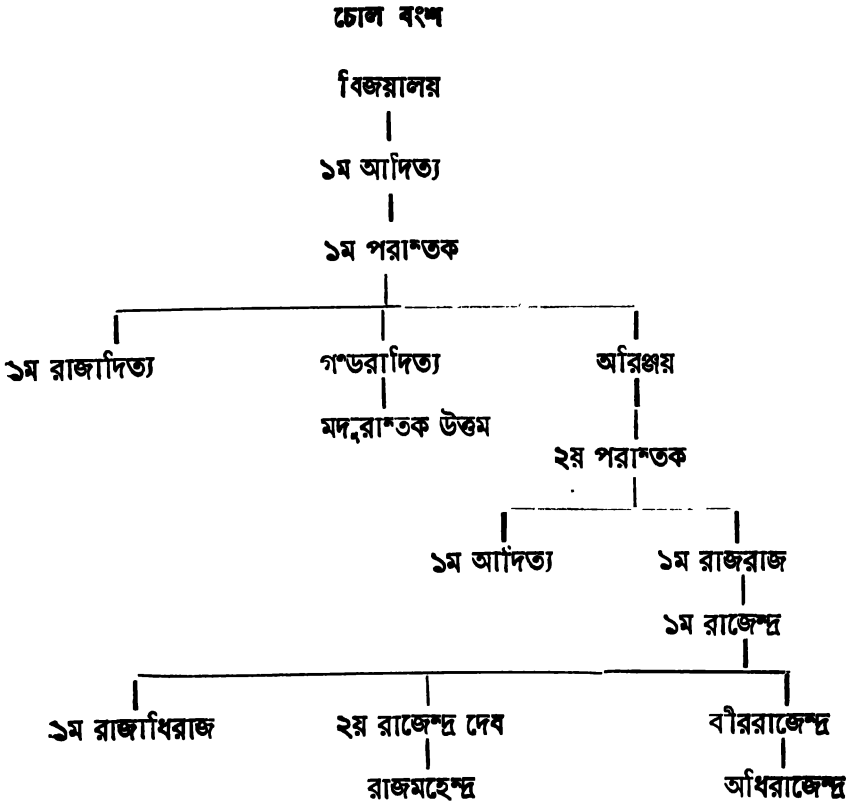 চোল বংশ
বিজয়ালয়
১ম আদিত্য
১ম পরান্তক
১ম রাজাদিত্য গণ্ডরাদিত্য অরিঞ্জয়
মদুরান্তক উত্তম
২য় পরান্তক
১ম আদিত্য ১ম রাজরাজ
১ম রাজেন্দ্র
১ম রাজাধিরাজ ২য় রাজেন্দ্র দেব বীররাজেন্দ্র
রাজমহেন্দ্র অধিরাজেন্দ্র